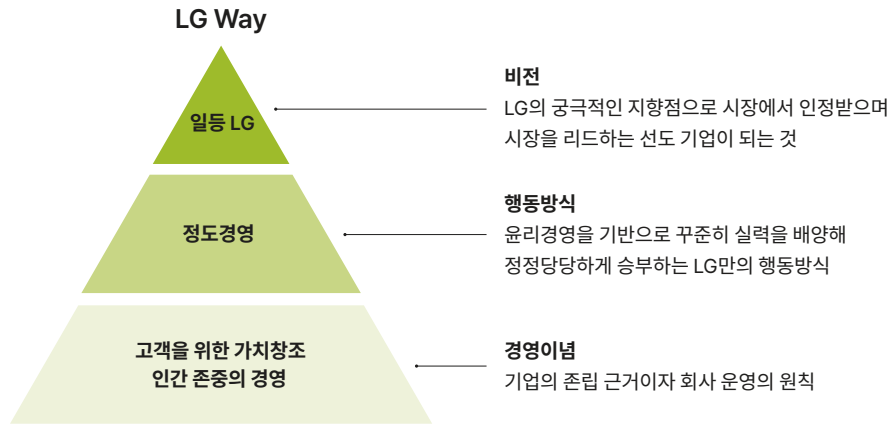 LG Way
일등 LG
비전
LG의 궁극적인 지향점으로 시장에서 인정받으며
시장을 리드하는 선도 기업이 되는 것
정도경영
행동방식
윤리경영을 기반으로 꾸준히 실력을 배양해
정정당당하게 승부하는 LG만의 행동방식
고객을 위한 가치창조
인간 존중의 경영
경영이념
기업의 존립 근거이자 회사 운영의 원칙